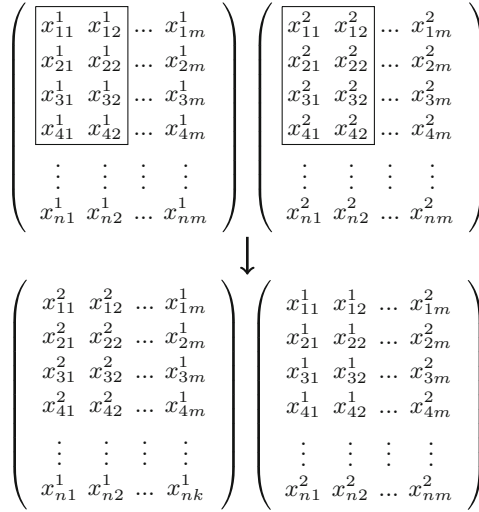 x^1_{11} x^1_{12} ... x^1_{1m} x^2_{11} x^2_{12} ... x^2_{1m}
x^1_{21} x^1_{22} ... x^1_{2m} x^2_{21} x^2_{22} ... x^2_{2m}
x^1_{31} x^1_{32} ... x^1_{3m} x^2_{31} x^2_{32} ... x^2_{3m}
x^1_{41} x^1_{42} ... x^1_{4m} x^2_{41} x^2_{42} ... x^2_{4m}
⋮ ⋮ ⋮ ⋮ ⋮ ⋮ ⋮ ⋮
x^1_{n1} x^1_{n2} ... x^1_{nm} x^2_{n1} x^2_{n2} ... x^2_{nm}
↓
x^2_{11} x^2_{12} ... x^1_{1m} x^1_{11} x^1_{12} ... x^2_{1m}
x^2_{21} x^2_{22} ... x^1_{2m} x^1_{21} x^1_{22} ... x^2_{2m}
x^2_{31} x^2_{32} ... x^1_{3m} x^1_{31} x^1_{32} ... x^2_{3m}
x^2_{41} x^2_{42} ... x^1_{4m} x^1_{41} x^1_{42} ... x^2_{4m}
⋮ ⋮ ⋮ ⋮ ⋮ ⋮ ⋮ ⋮
x^1_{n1} x^1_{n2} ... x^1_{nk} x^2_{n1} x^2_{n2} ... x^2_{nm}